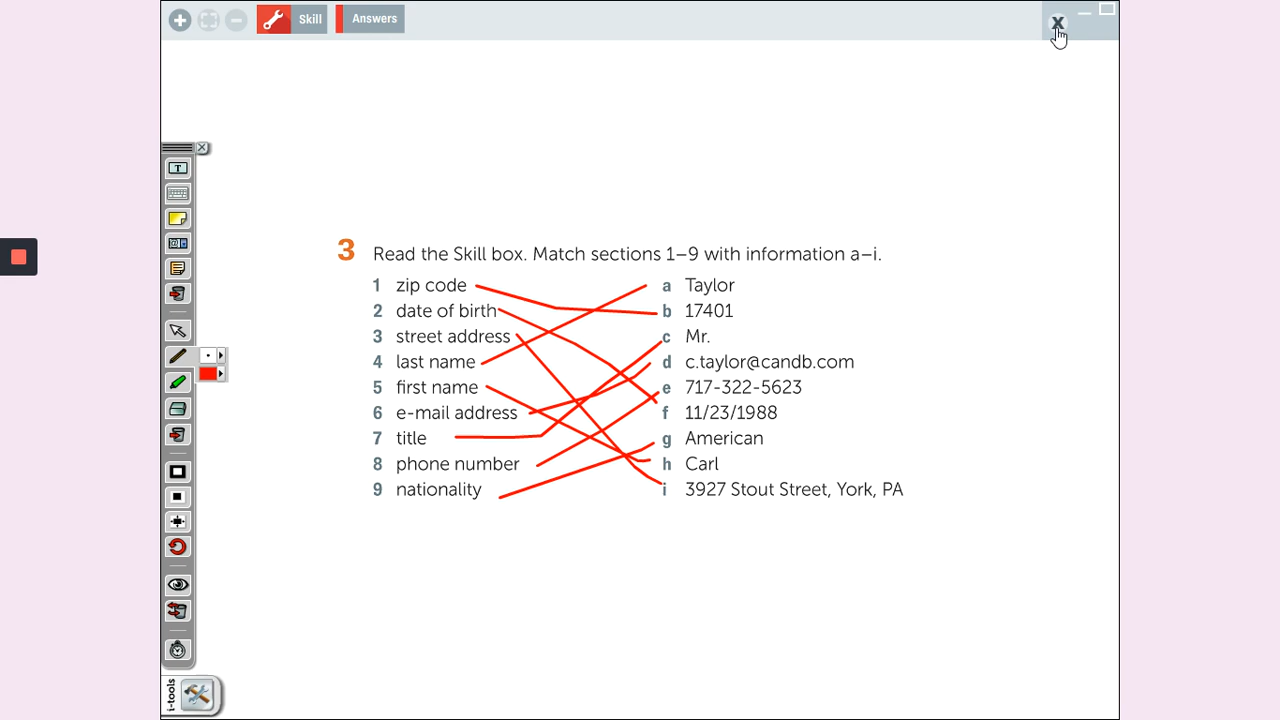 Skill Answers X
3 Read the Skill box. Match sections 1–9 with information a–i.
1 zip code a Taylor
2 date of birth b 17401
3 street address c Mr.
4 last name d c.taylor@candb.com
5 first name e 717-322-5623
6 e-mail address f 11/23/1988
7 title g American
8 phone number h Carl
9 nationality i 3927 Stout Street, York, PA
T
i-tools